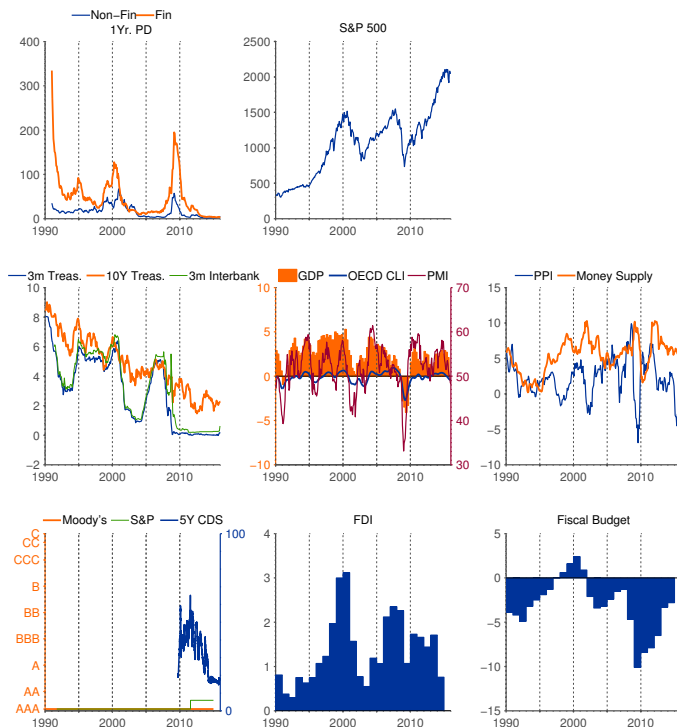 Non−Fin Fin
1Yr. PD
400
300
200
100
0
1990 2000 2010
S&P 500
2500
2000
1500
1000
500
0
1990 2000 2010
3m Treas. 10Y Treas. 3m Interbank
10
8
6
4
2
0
−2
1990 2000 2010
GDP OECD CLI PMI
10 70
5 60
0 50
−5 40
−10 30
1990 2000 2010
PPI Money Supply
15
10
5
0
−5
−10
1990 2000 2010
Moody's S&P 5Y CDS
C 100
CC
CCC
B
BB
BBB
A
AA
AAA 0
1990 2000 2010
FDI
4
3
2
1
0
1990 2000 2010
Fiscal Budget
5
0
−5
−10
−15
1990 2000 2010